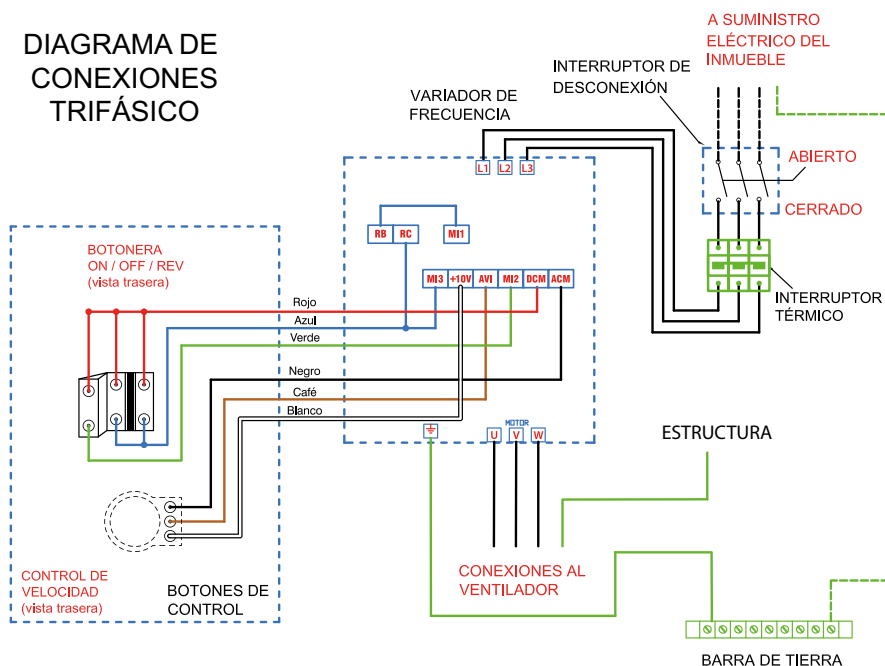 DIAGRAMA DE
CONEXIONES
TRIFÁSICO
A SUMINISTRO
ELÉCTRICO DEL
INMUEBLE
INTERRUPTOR DE
DESCONEXIÓN
VARIADOR DE
FRECUENCIA
ABIERTO
CERRADO
L1 L2 L3
RB RC MI1
BOTONERA
ON / OFF / REV
(vista trasera)
MI3 +10V AVI MI2 DCM ACM
INTERRUPTOR
TÉRMICO
Rojo
Azul
Verde
Negro
Café
Blanco
MOTOR
U V W
ESTRUCTURA
CONEXIONES AL
VENTILADOR
CONTROL DE
VELOCIDAD
(vista trasera)
BOTONES DE
CONTROL
BARRA DE TIERRA